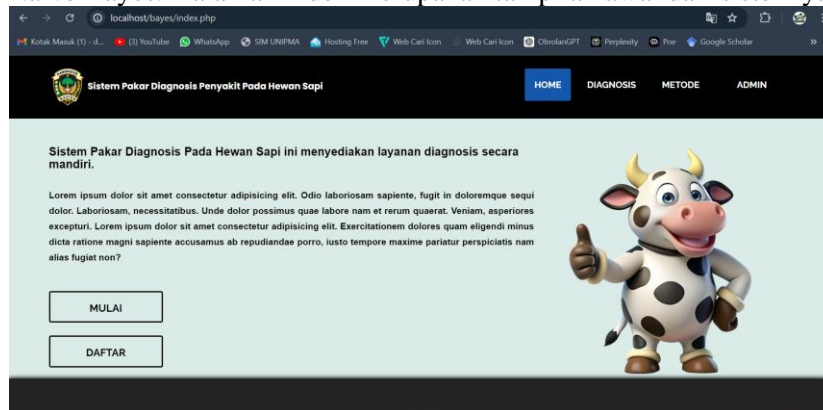 localhost/bayes/index.php
Kotak Masuk (1) - d... (3) YouTube WhatsApp SIM UNIPMA Hosting Free Web Cari Icon Web Cari Icon ObrolanGPT Perplexity Poe Google Scholar »
Sistem Pakar Diagnosis Penyakit Pada Hewan Sapi HOME DIAGNOSIS METODE ADMIN
Sistem Pakar Diagnosis Pada Hewan Sapi ini menyediakan layanan diagnosis secara
mandiri.
Lorem ipsum dolor sit amet consectetur adipisicing elit. Odio laboriosam sapiente, fugit in doloremque sequi
dolor. Laboriosam, necessitatibus. Unde dolor possimus quae labore nam et rerum quaerat. Veniam, asperiores
excepturi. Lorem ipsum dolor sit amet consectetur adipisicing elit. Exercitationem dolores quam eligendi minus
dicta ratione magni sapiente accusamus ab repudiandae porro, iusto tempore maxime pariatur perspiciatis nam
alias fugiat non?
MULAI
DAFTAR